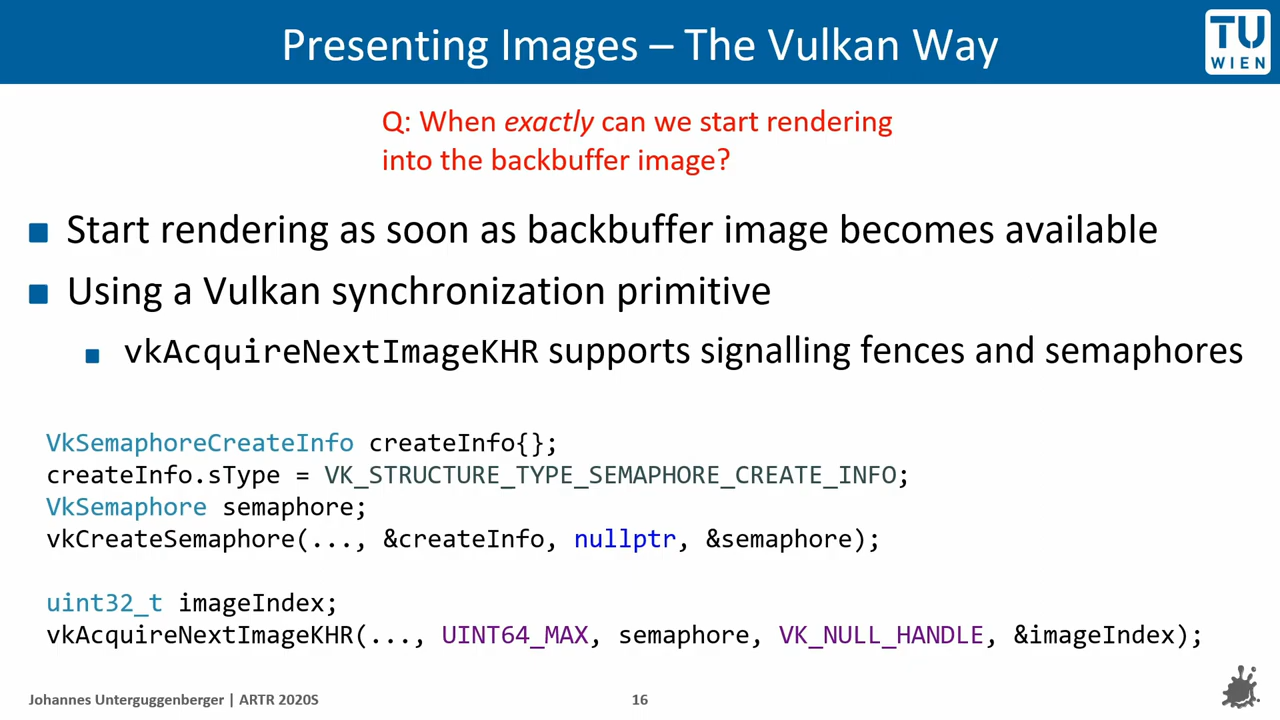 Presenting Images – The Vulkan Way
TU
WIEN
Q: When exactly can we start rendering
into the backbuffer image?
Start rendering as soon as backbuffer image becomes available
Using a Vulkan synchronization primitive
vkAcquireNextImageKHR supports signalling fences and semaphores
VkSemaphoreCreateInfo createInfo{};
createInfo.sType = VK_STRUCTURE_TYPE_SEMAPHORE_CREATE_INFO;
VkSemaphore semaphore;
vkCreateSemaphore(..., &createInfo, nullptr, &semaphore);
uint32_t imageIndex;
vkAcquireNextImageKHR(..., UINT64_MAX, semaphore, VK_NULL_HANDLE, &imageIndex);
Johannes Unterguggenberger | ARTR 2020S
16